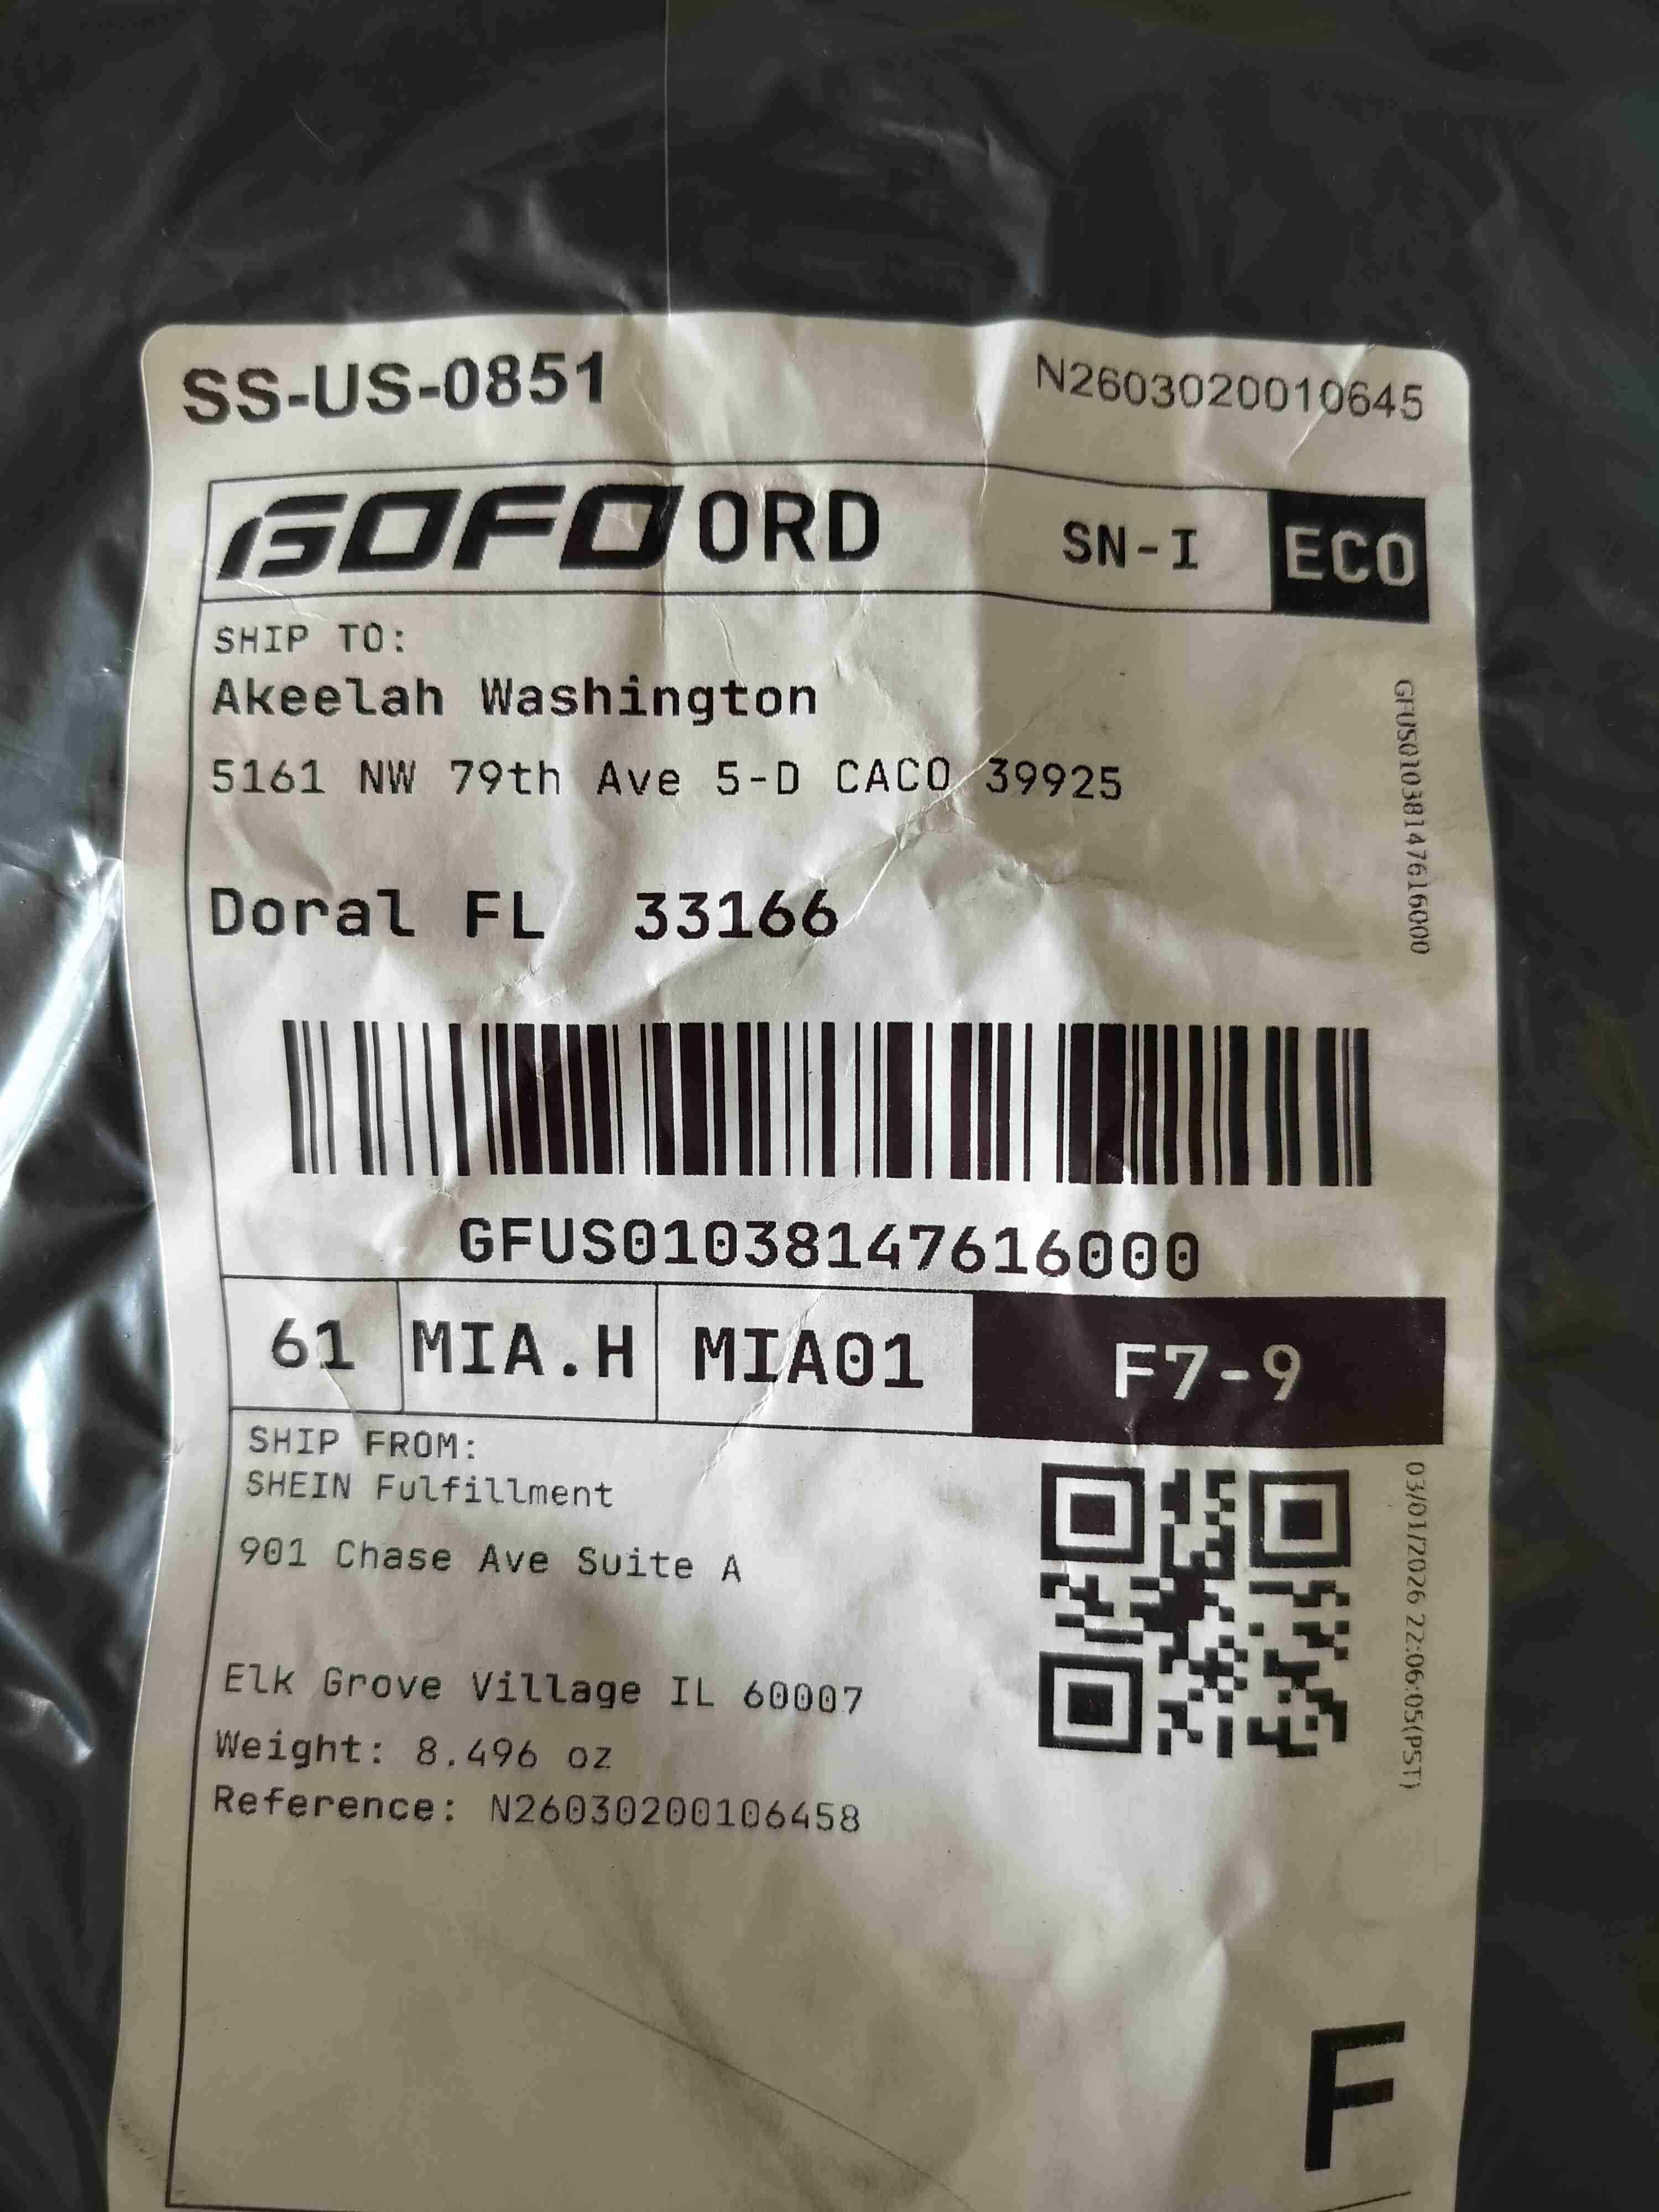 SS-US-0851 N2603020010645
GOFO ORD SN-I ECO
SHIP TO:
Akeelah Washington
5161 NW 79th Ave 5-D CACO 39925
Doral FL 33166
GFUS01038147616000
GFUS01038147616000
61 MIA.H MIA01 F7-9
SHIP FROM:
SHEIN Fulfillment
901 Chase Ave Suite A
Elk Grove Village IL 60007
Weight: 8.496 oz
Reference: N26030200106458
03/01/2026 22:06:05(PST)
F